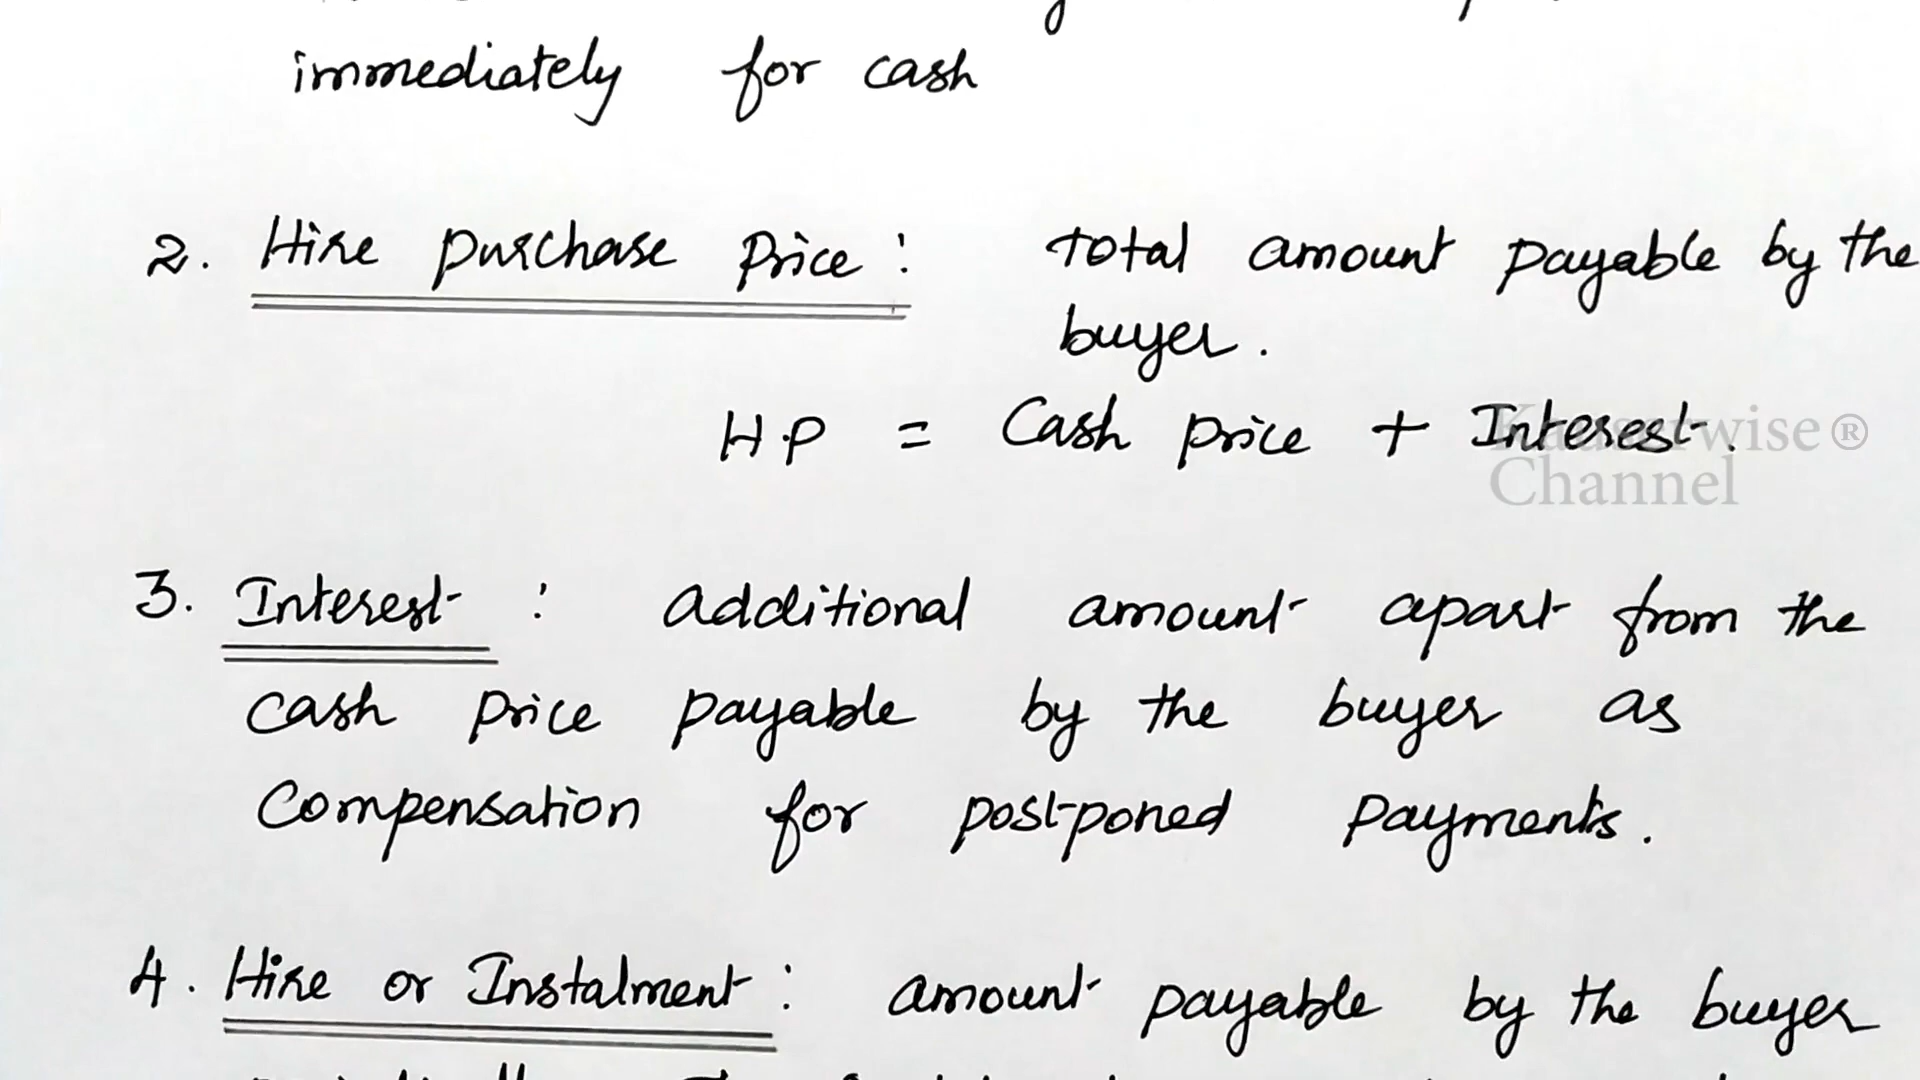 immediately for cash
2. Hire purchase Price : total amount payable by the
buyer.
H.P = Cash price + Interest.
Kauserwise®
Channel
3. Interest : additional amount apart from the
cash price payable by the buyer as
Compensation for postponed payments.
4. Hire or Instalment : amount payable by the buyer